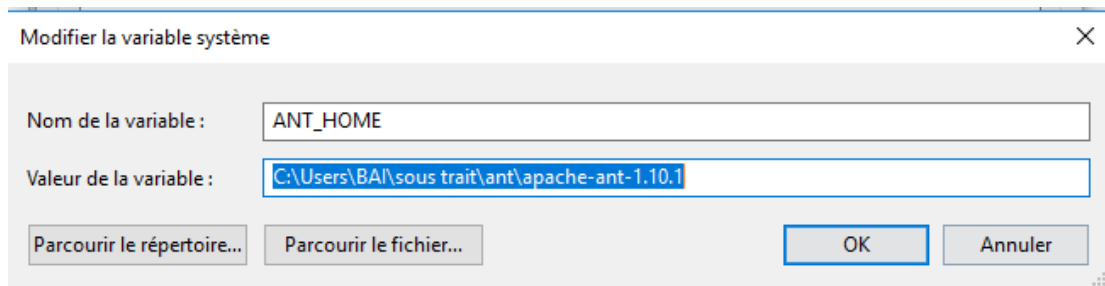 Modifier la variable système
Nom de la variable :
ANT_HOME
Valeur de la variable :
C:\Users\BAI\sous trait\ant\apache-ant-1.10.1
Parcourir le répertoire...
Parcourir le fichier...
OK
Annuler